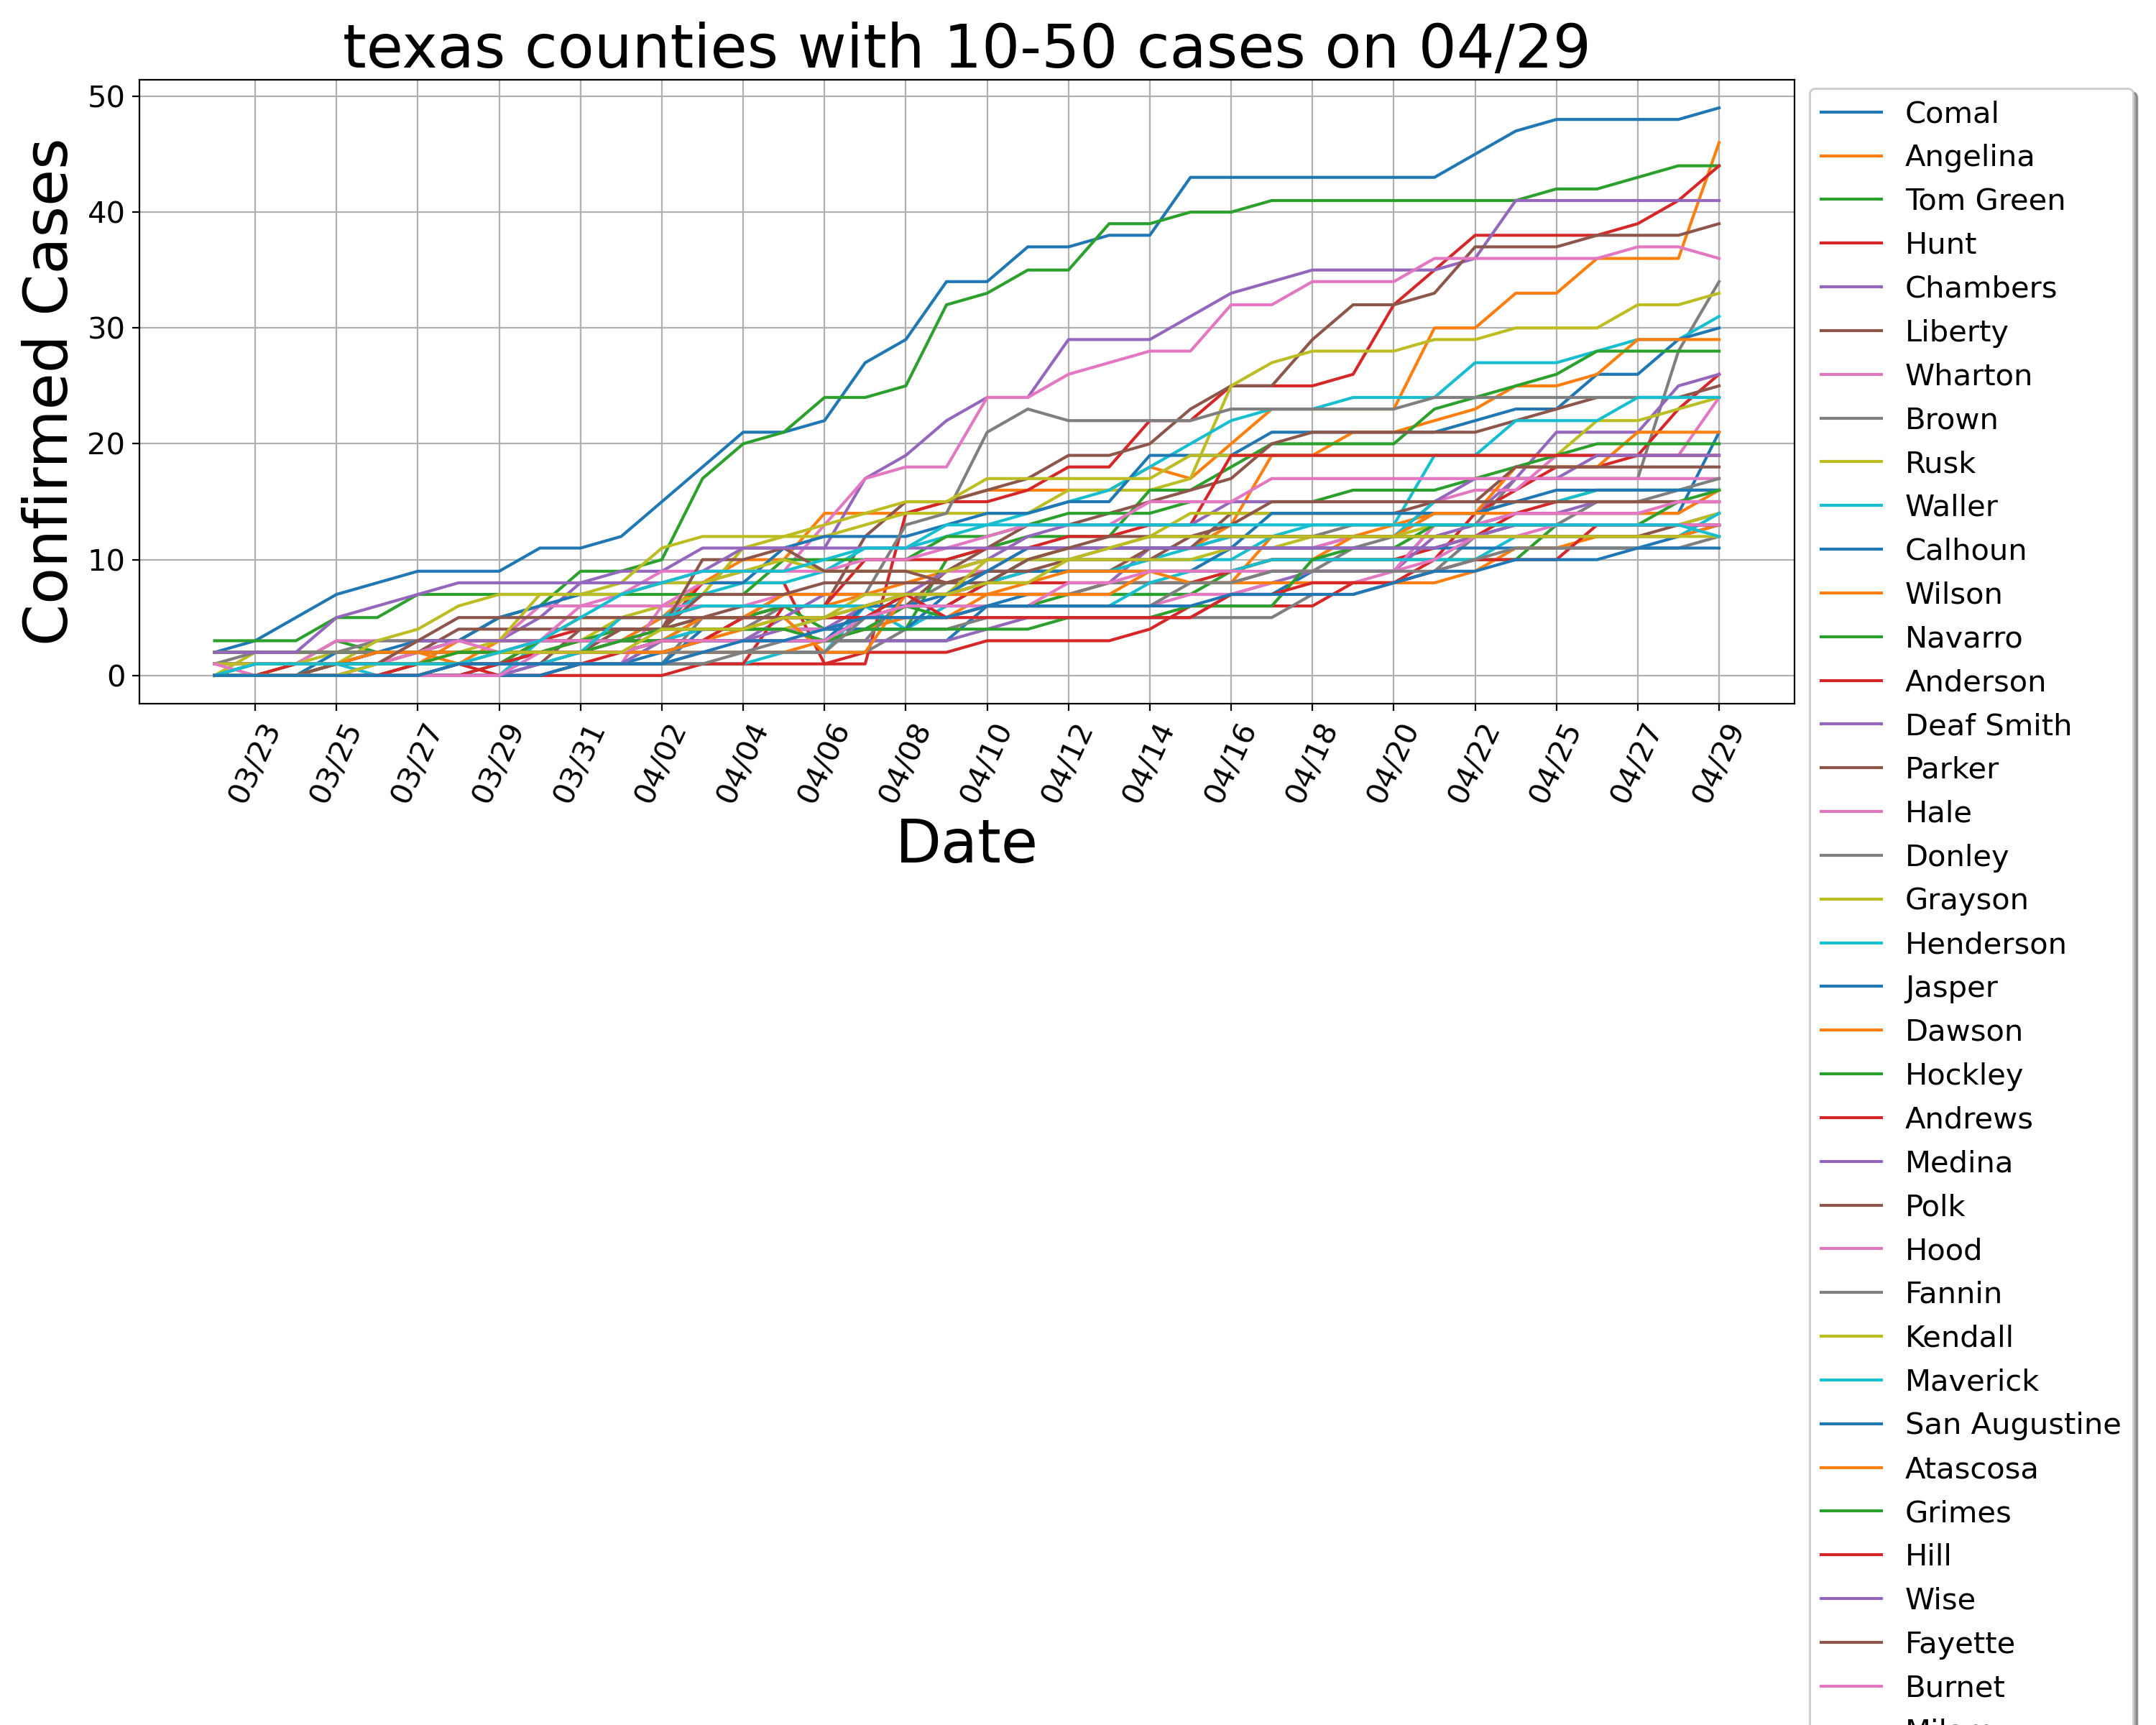 texas counties with 10-50 cases on 04/29
Confirmed Cases
50
40
30
20
10
0
03/23
03/25
03/27
03/29
03/31
04/02
04/04
04/06
04/08
04/10
04/12
04/14
04/16
04/18
04/20
04/22
04/25
04/27
04/29
Date
Comal
Angelina
Tom Green
Hunt
Chambers
Liberty
Wharton
Brown
Rusk
Waller
Calhoun
Wilson
Navarro
Anderson
Deaf Smith
Parker
Hale
Donley
Grayson
Henderson
Jasper
Dawson
Hockley
Andrews
Medina
Polk
Hood
Fannin
Kendall
Maverick
San Augustine
Atascosa
Grimes
Hill
Wise
Fayette
Burnet